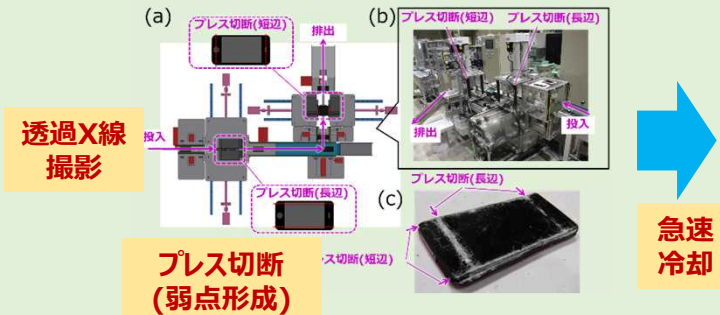 (a)
プレス切断(短辺)
排出
透過X線
撮影
投入
プレス切断(長辺)
(b)
プレス切断(短辺)
プレス切断(長辺)
排出
投入
(c)
プレス切断(長辺)
レス切断(短辺)
プレス切断
(弱点形成)
急速
冷却